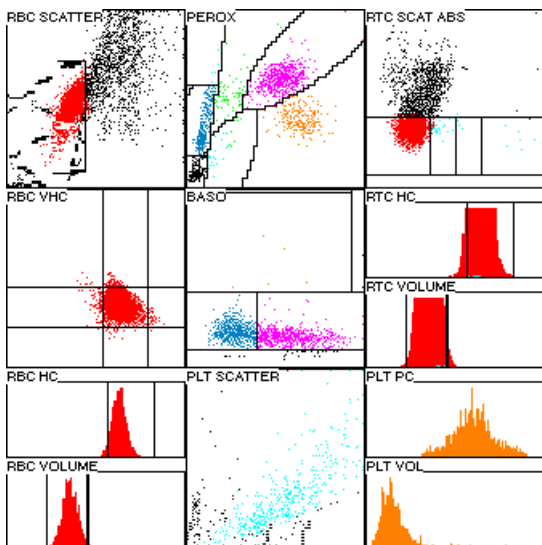 RBC SCATTER
PEROX
RTC SCAT ABS
RBC VHC
BASO
RTC HC
RTC VOLUME
RBC HC
PLT SCATTER
PLT PC
RBC VOLUME
PLT VOL